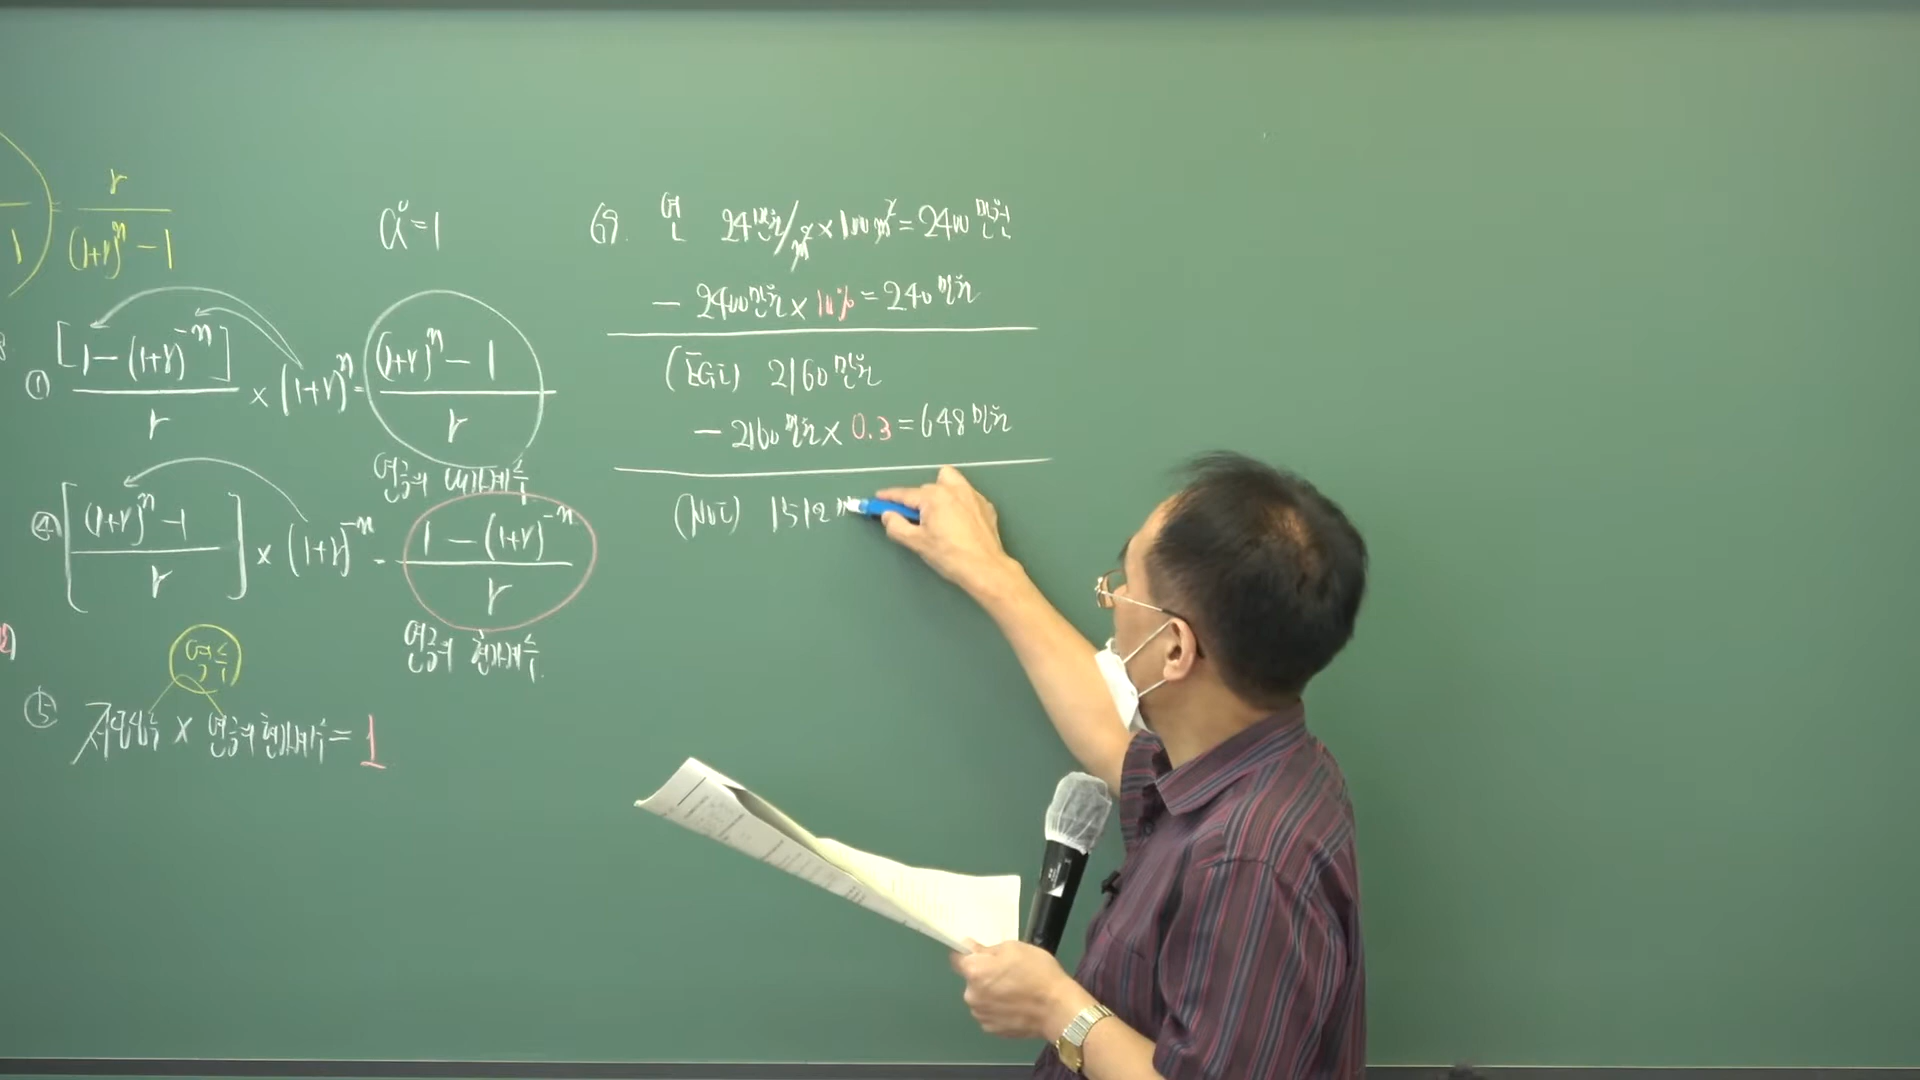 r
1 = (1+r)ⁿ - 1
a⁰ = 1
① [1 - (1+r)⁻ⁿ] / r × (1+r)ⁿ = (1+r)ⁿ - 1 / r
연금의 내가계수
④ [(1+r)ⁿ - 1 / r] × (1+r)⁻ⁿ = 1 - (1+r)⁻ⁿ / r
연금의 현가계수
역수
⑤ 저당상수 × 연금의 현가계수 = 1
69. 연 24만원/m² × 100m² = 2400만원
- 2400만원 × 10% = 240만원
(EGI) 2160만원
- 2160만원 × 0.3 = 648만원
(NOI) 1512